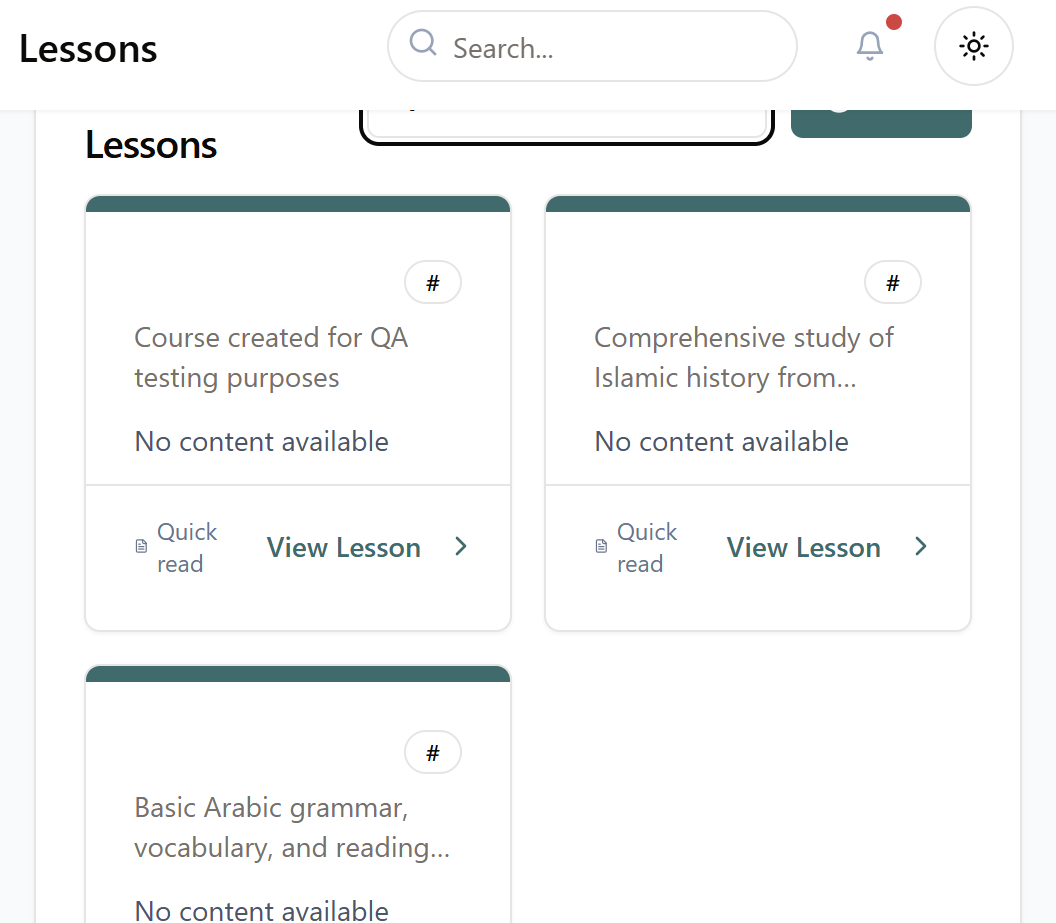 Lessons
Search...
Lessons
#
Course created for QA
testing purposes
No content available
Quick
read
View Lesson
#
Comprehensive study of
Islamic history from...
No content available
Quick
read
View Lesson
#
Basic Arabic grammar,
vocabulary, and reading...
No content available